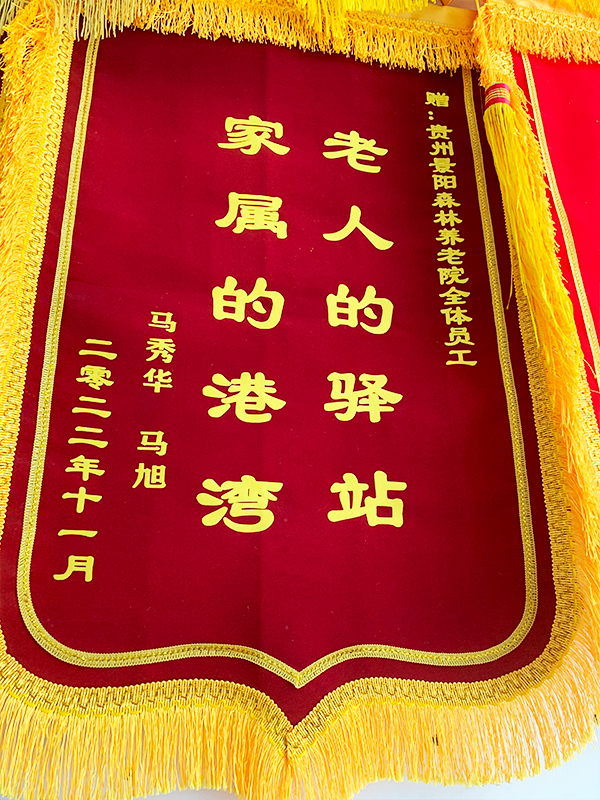 赠：贵州景阳森林养老院全体员工
老人的驿站
家属的港湾
马秀华 马旭
二零二二年十一月